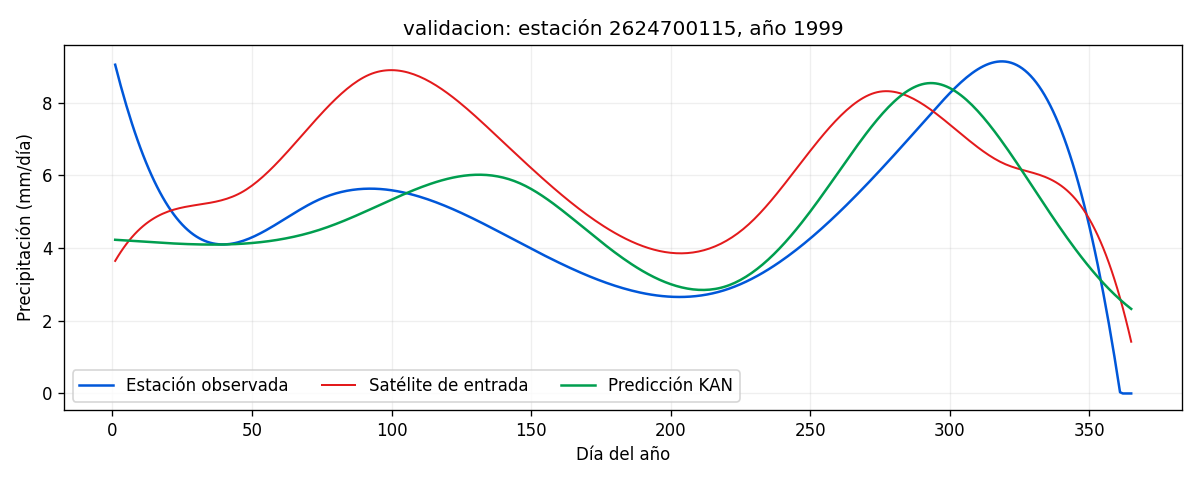 validacion: estación 2624700115, año 1999
Precipitación (mm/día)
8
6
4
2
0
Estación observada
Satélite de entrada
Predicción KAN
0 50 100 150 200 250 300 350
Día del año